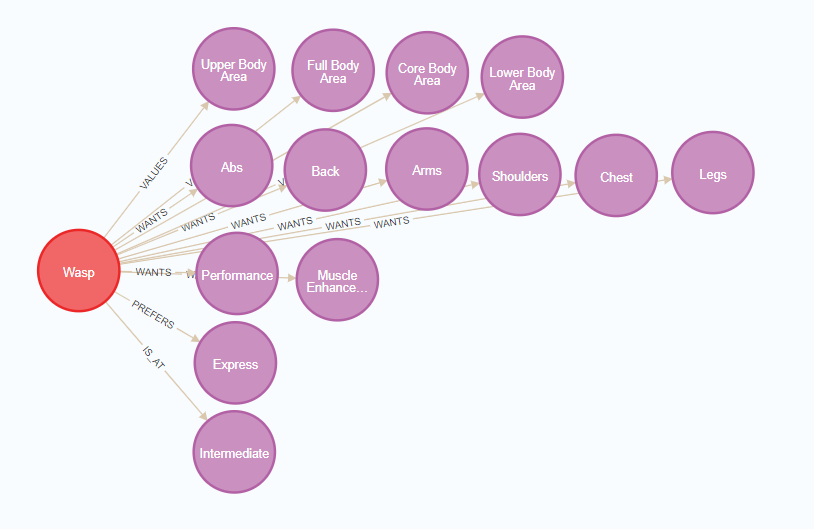 Upper Body
Area
Full Body
Area
Core Body
Area
Lower Body
Area
VALUES
Abs
Back
Arms
Shoulders
Chest
Legs
WANTS
WANTS
WANTS
WANTS
WANTS
WANTS
Wasp
WANTS
Performance
Muscle
Enhance...
PREFERS
Express
IS_AT
Intermediate